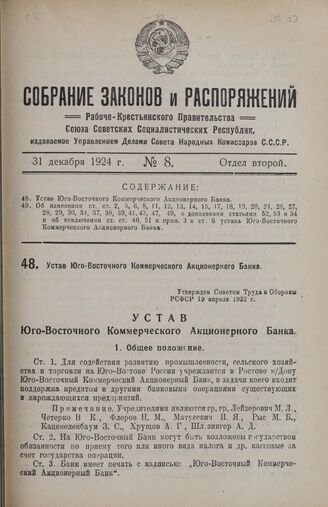 СОБРАНИЕ ЗАКОНОВ и РАСПОРЯЖЕНИЙ
Рабоче-Крестьянского Правительства
Союза Советских Социалистических Республик,
издаваемое Управлением Делами Совета Народных Комиссаров С.С.С.Р.
31 декабря 1924 г. № 8. Отдел второй.
СОДЕРЖАНИЕ:
48. Устав Юго-Восточного Коммерческого Акционерного Банка.
49. Об изменении ст. ст. 2, 5, 6, 8, 11, 12, 13, 14, 15, 17, 18, 19, 20, 21, 26, 27,
28, 29, 30, 31, 37, 38, 39, 41, 43, 47, 49, о дополнении статьями 52, 53 и 54
и об исключении ст. ст. 46, 51 и прим. 3 к ст. 6 устава Юго-Восточного
Коммерческого Акционерного Банка.
48. Устав Юго-Восточного Коммерческого Акционерного Банка.
Утвержден Советом Труда и Обороны
РСФСР 19 апреля 1922 г.
УСТАВ
Юго-Восточного Коммерческого Акционерного Банка.
1. Общее положение.
Ст. 1. Для содействия развитию промышленности, сельского хозяйства
и торговли на Юго-Востоке России учреждается в Ростове н/Дону
Юго-Восточный Коммерческий Акционерный Банк, в задачи коего входит
поддержка кредитом и другими банковыми операциями существующих
и нарождающихся предприятий.
Примечание. Учредителями являются гр. гр. Лейзерович М. Л.,
Четерко В К., Флеров Н. М., Матусевич И. Я., Рыс М. Б.,
Каценеленбаум З. С., Хрущов А. Г, Шлезингер А. Д.
Ст. 2. На Юго-Восточный Банк могут быть возложены государством
обязанности по приему того или иного вида налога и др. кассовые за
счет государства операции.
Ст. 3. Банк имеет печать с надписью: „Юго-Восточный Коммерческий
Акционерный Банк“.